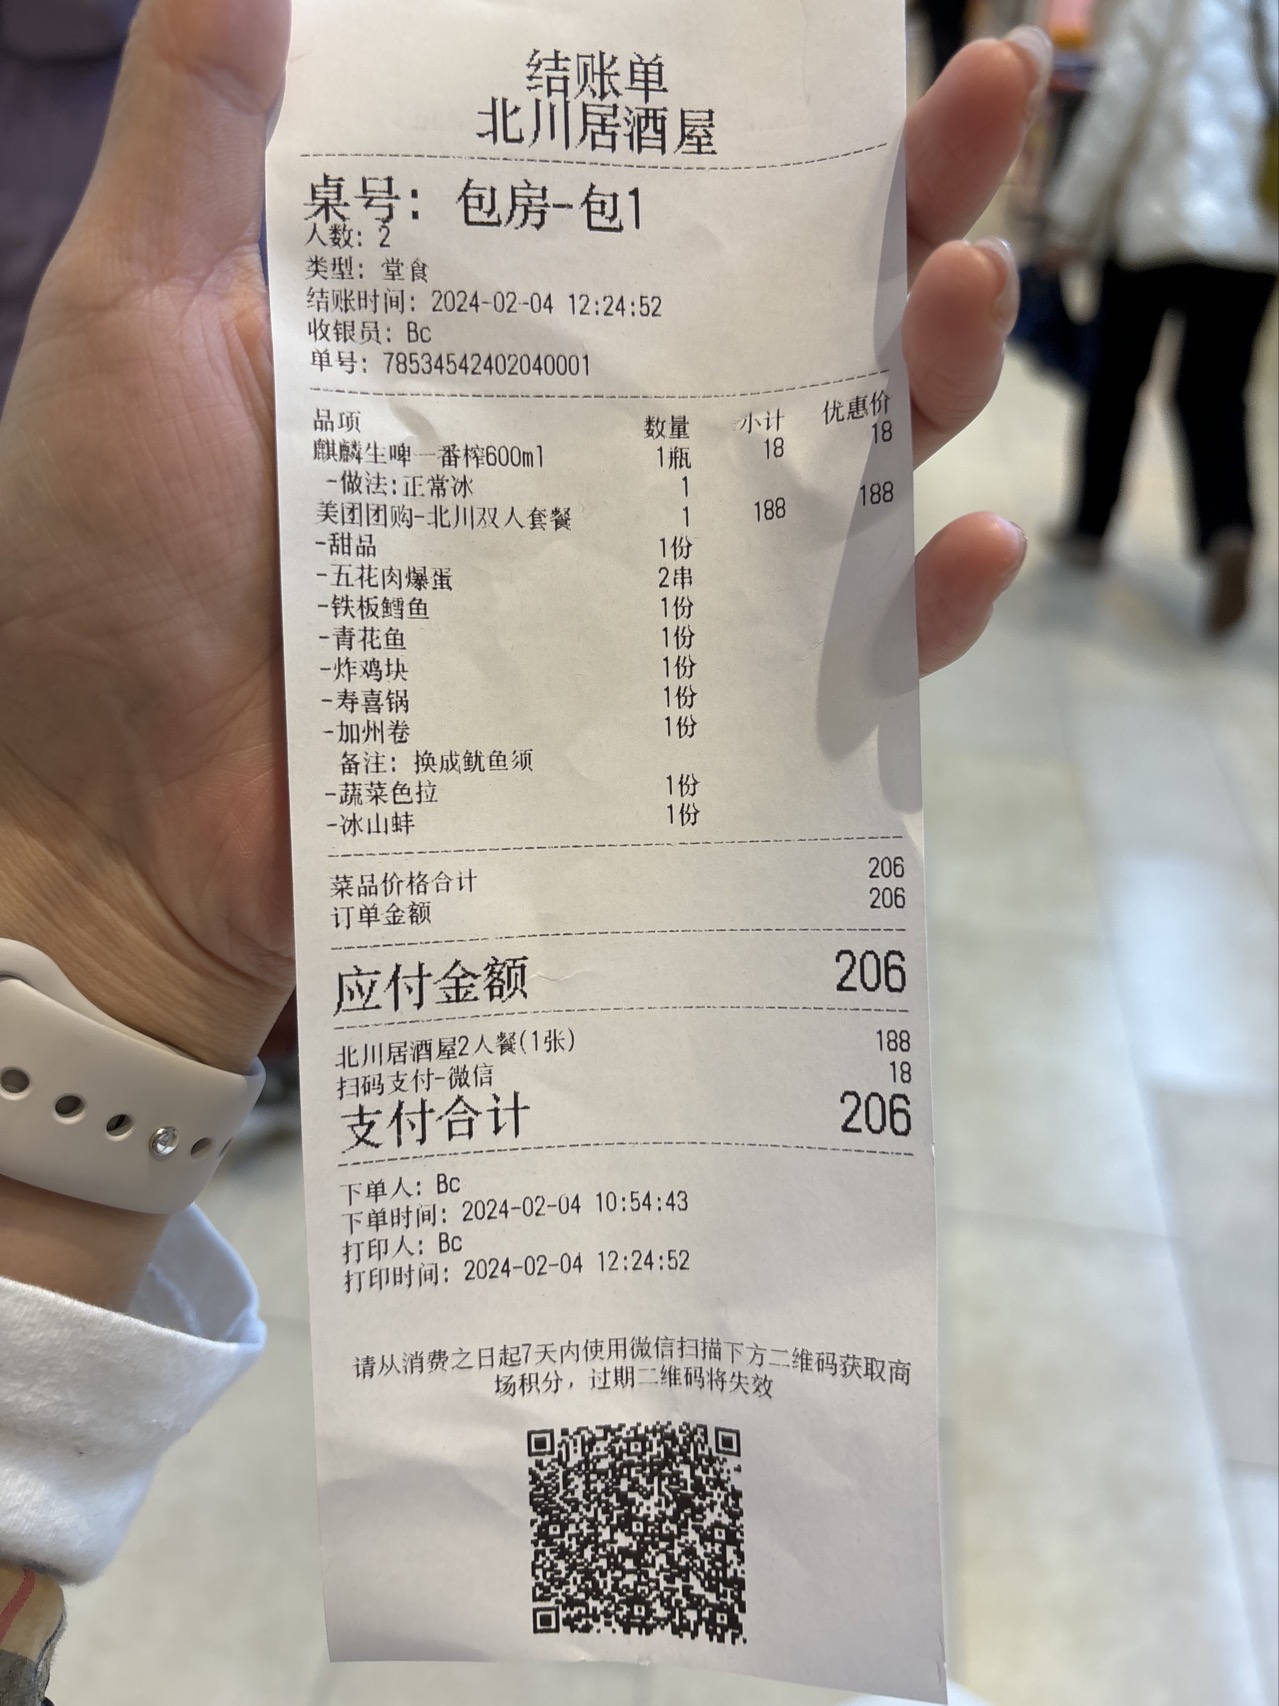 结账单
北川居酒屋
桌号: 包房-包1
人数: 2
类型: 堂食
结账时间: 2024-02-04 12:24:52
收银员: Bc
单号: 78534542402040001
品项 数量 小计 优惠价
麒麟生啤一番榨600ml 1瓶 18 18
-做法:正常冰 1
美团团购-北川双人套餐 1 188 188
-甜品 1份
-五花肉爆蛋 2串
-铁板鳕鱼 1份
-青花鱼 1份
-炸鸡块 1份
-寿喜锅 1份
-加州卷 1份
备注: 换成鱿鱼须
-蔬菜色拉 1份
-冰山蚌 1份
菜品价格合计 206
订单金额 206
应付金额 206
北川居酒屋2人餐(1张) 188
扫码支付-微信 18
支付合计 206
下单人: Bc
下单时间: 2024-02-04 10:54:43
打印人: Bc
打印时间: 2024-02-04 12:24:52
请从消费之日起7天内使用微信扫描下方二维码获取商
场积分，过期二维码将失效